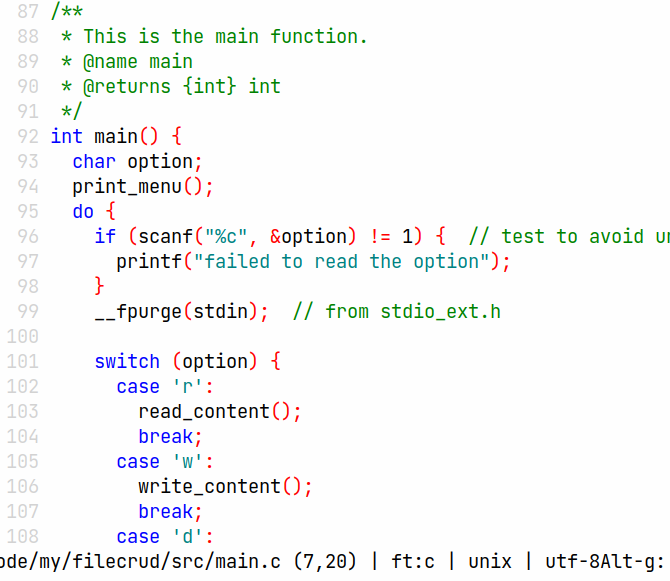 87 /**
88  * This is the main function.
89  * @name main
90  * @returns {int} int
91  */
92 int main() {
93   char option;
94   print_menu();
95   do {
96     if (scanf("%c", &option) != 1) {  // test to avoid
97       printf("failed to read the option");
98     }
99     __fpurge(stdin);  // from stdio_ext.h
100
101     switch (option) {
102       case 'r':
103         read_content();
104         break;
105       case 'w':
106         write_content();
107         break;
108       case 'd':
ode/my/filecrud/src/main.c (7,20) | ft:c | unix | utf-8Alt-g: